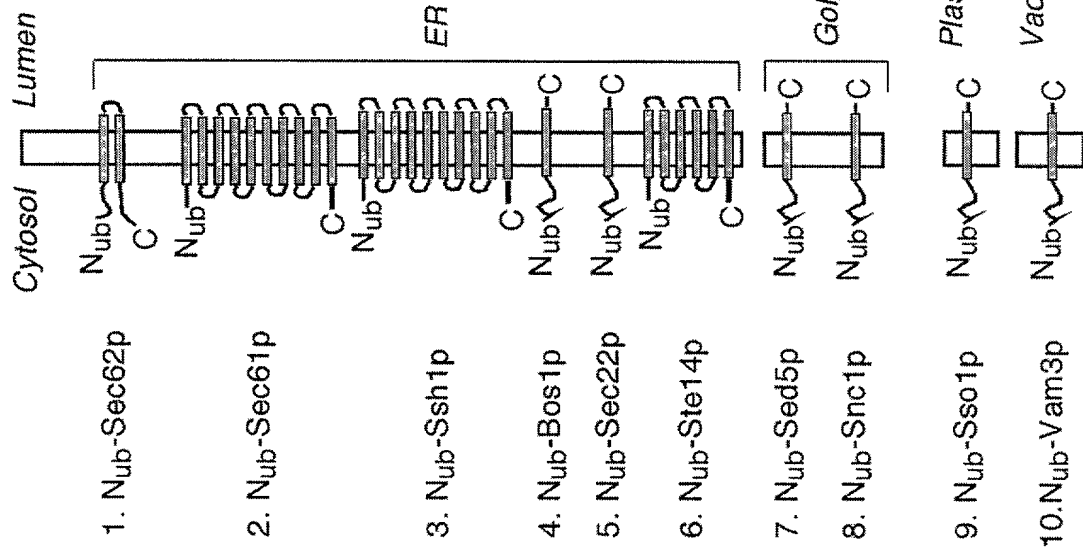 Cytosol Lumen
1. Nub-Sec62p
Nub
C
ER
2. Nub-Sec61p
Nub
C
3. Nub-Ssh1p
Nub
C
4. Nub-Bos1p
Nub
C
5. Nub-Sec22p
Nub
C
6. Nub-Ste14p
Nub
C
7. Nub-Sed5p
Nub
C
Gol
8. Nub-Snc1p
Nub
C
9. Nub-Sso1p
Nub
C
Plas
10.Nub-Vam3p
Nub
C
Vac